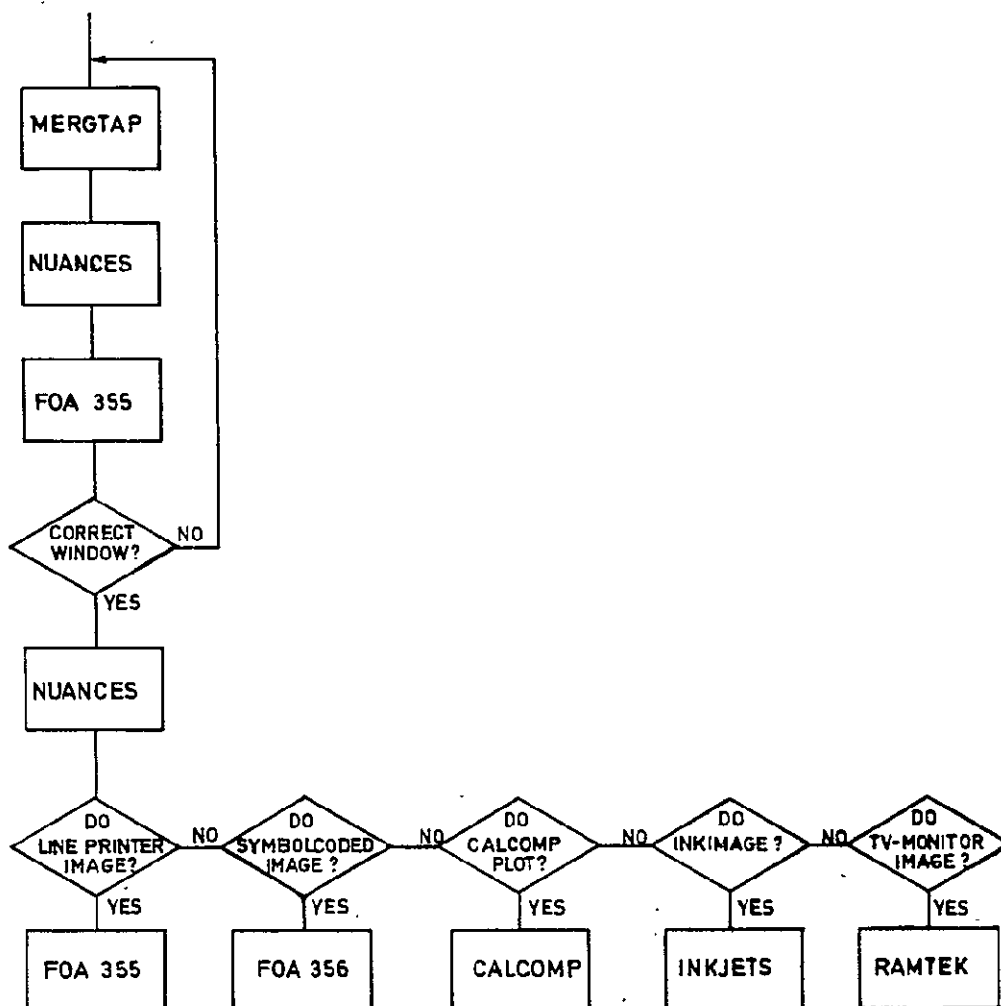 MERGTAP
NUANCES
FOA 355
CORRECT
WINDOW?
NO
YES
NUANCES
DO
LINE PRINTER
IMAGE?
NO
YES
DO
SYMBOLCODED
IMAGE?
NO
YES
DO
CALCOMP
PLOT?
NO
YES
DO
INKIMAGE?
NO
YES
DO
TV-MONITOR
IMAGE?
YES
FOA 355
FOA 356
CALCOMP
INKJETS
RAMTEK